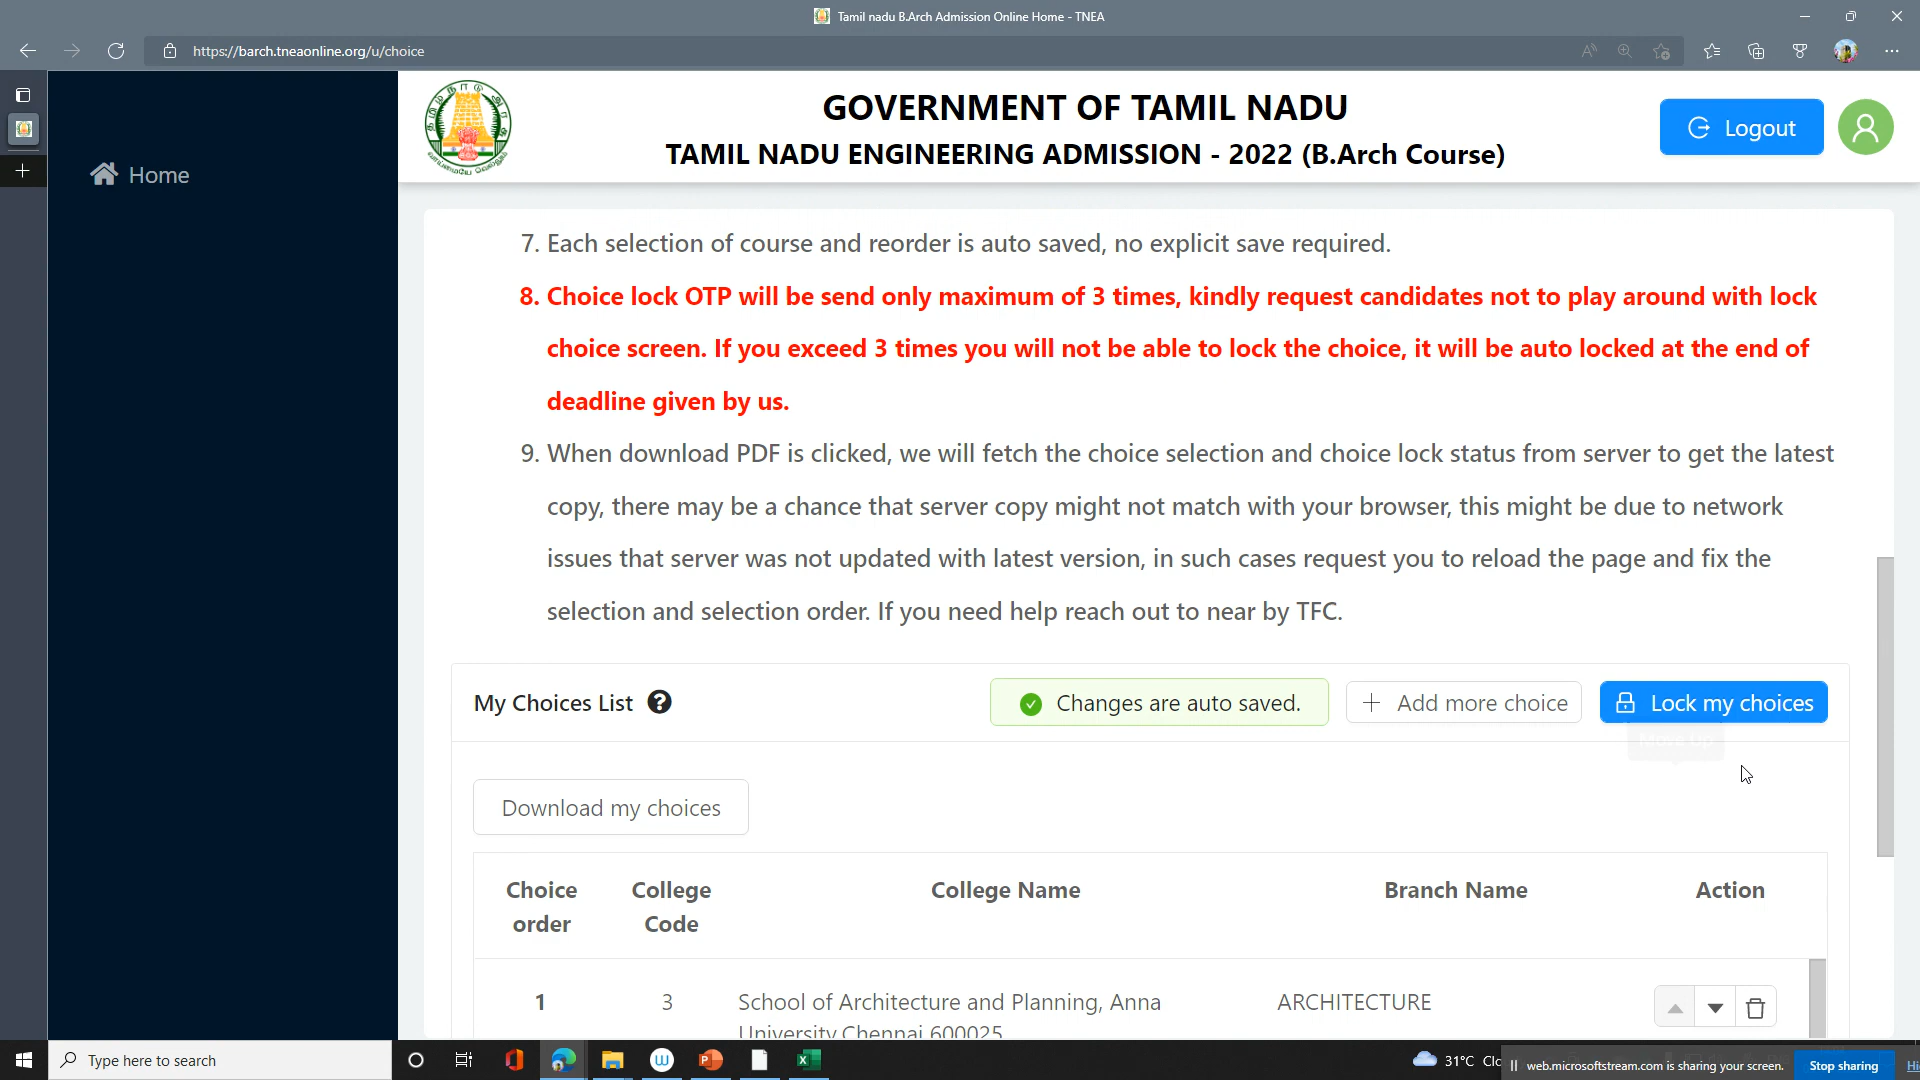 Tamil nadu B.Arch Admission Online Home - TNEA
https://barch.tneaonline.org/u/choice
Home
GOVERNMENT OF TAMIL NADU
TAMIL NADU ENGINEERING ADMISSION - 2022 (B.Arch Course)
Logout
7. Each selection of course and reorder is auto saved, no explicit save required.
8. Choice lock OTP will be send only maximum of 3 times, kindly request candidates not to play around with lock
choice screen. If you exceed 3 times you will not be able to lock the choice, it will be auto locked at the end of
deadline given by us.
9. When download PDF is clicked, we will fetch the choice selection and choice lock status from server to get the latest
copy, there may be a chance that server copy might not match with your browser, this might be due to network
issues that server was not updated with latest version, in such cases request you to reload the page and fix the
selection and selection order. If you need help reach out to near by TFC.
My Choices List
Changes are auto saved.
Add more choice
Lock my choices
Move Up
Download my choices
Choice order
College Code
College Name
Branch Name
Action
1
3
School of Architecture and Planning, Anna
University Chennai 600025
ARCHITECTURE
Type here to search
31°C Clo
web.microsoftstream.com is sharing your screen.
Stop sharing
Hi